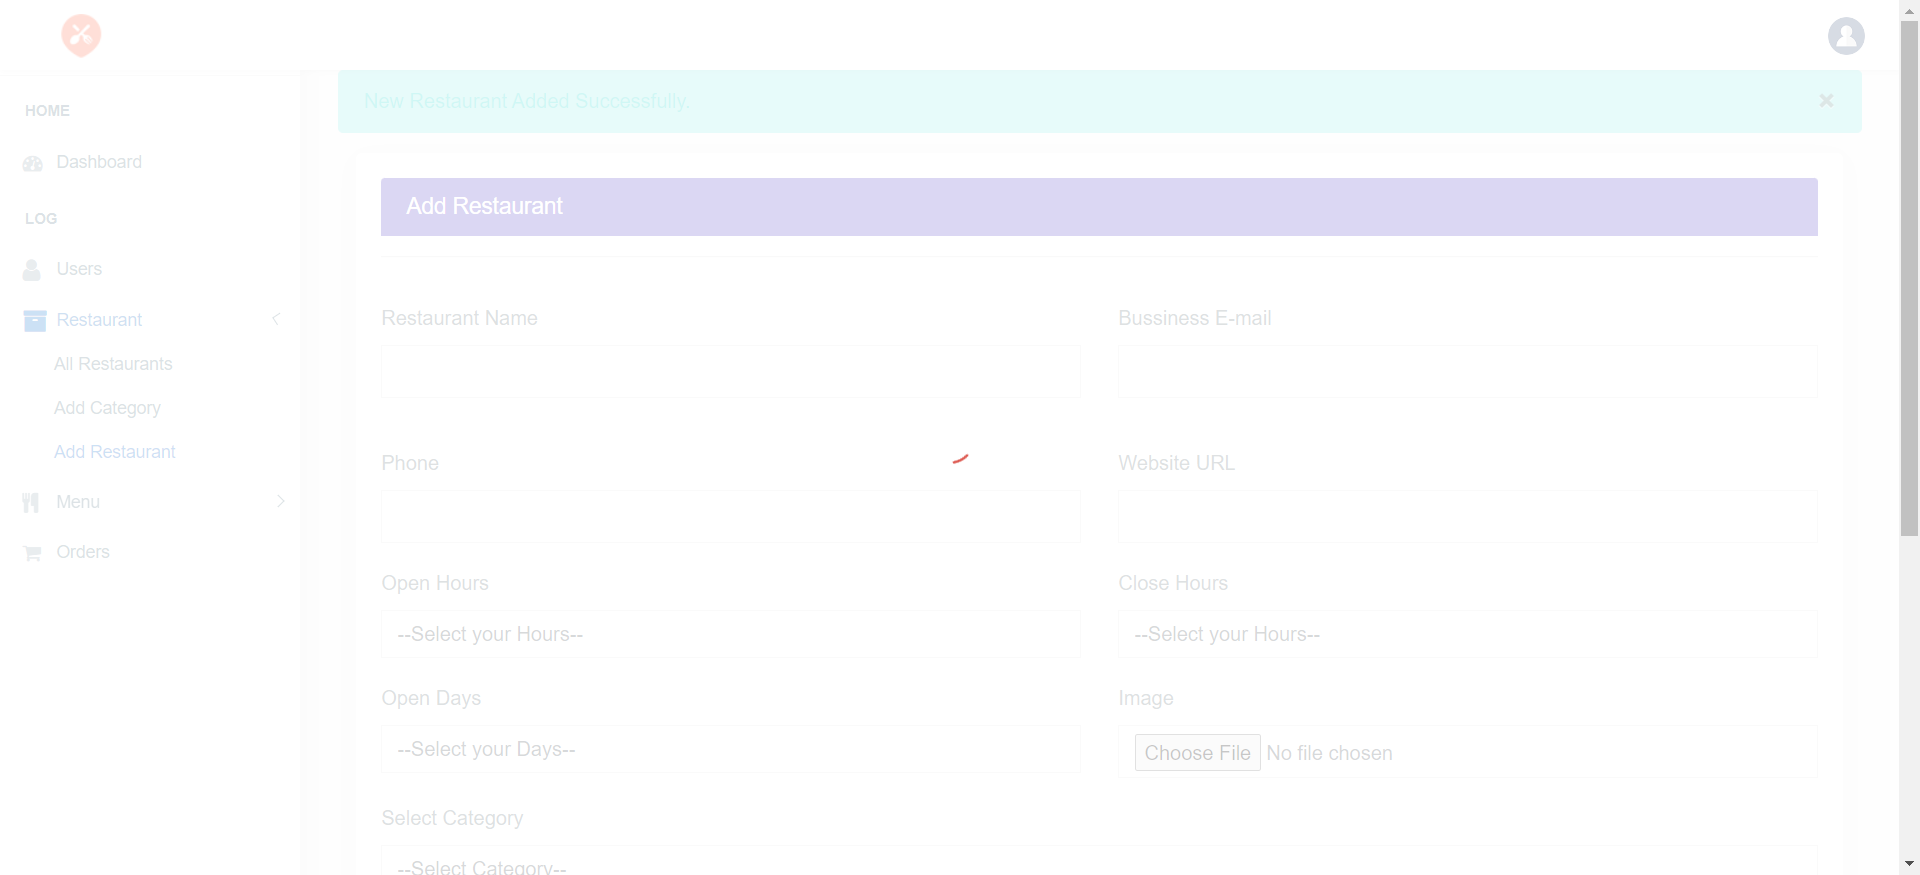 New Restaurant Added Successfully.
HOME
Dashboard
LOG
Users
Restaurant
All Restaurants
Add Category
Add Restaurant
Menu
Orders
Add Restaurant
Restaurant Name
Bussiness E-mail
Phone
Website URL
Open Hours
Close Hours
--Select your Hours--
--Select your Hours--
Open Days
Image
--Select your Days--
Choose File No file chosen
Select Category
--Select Category--